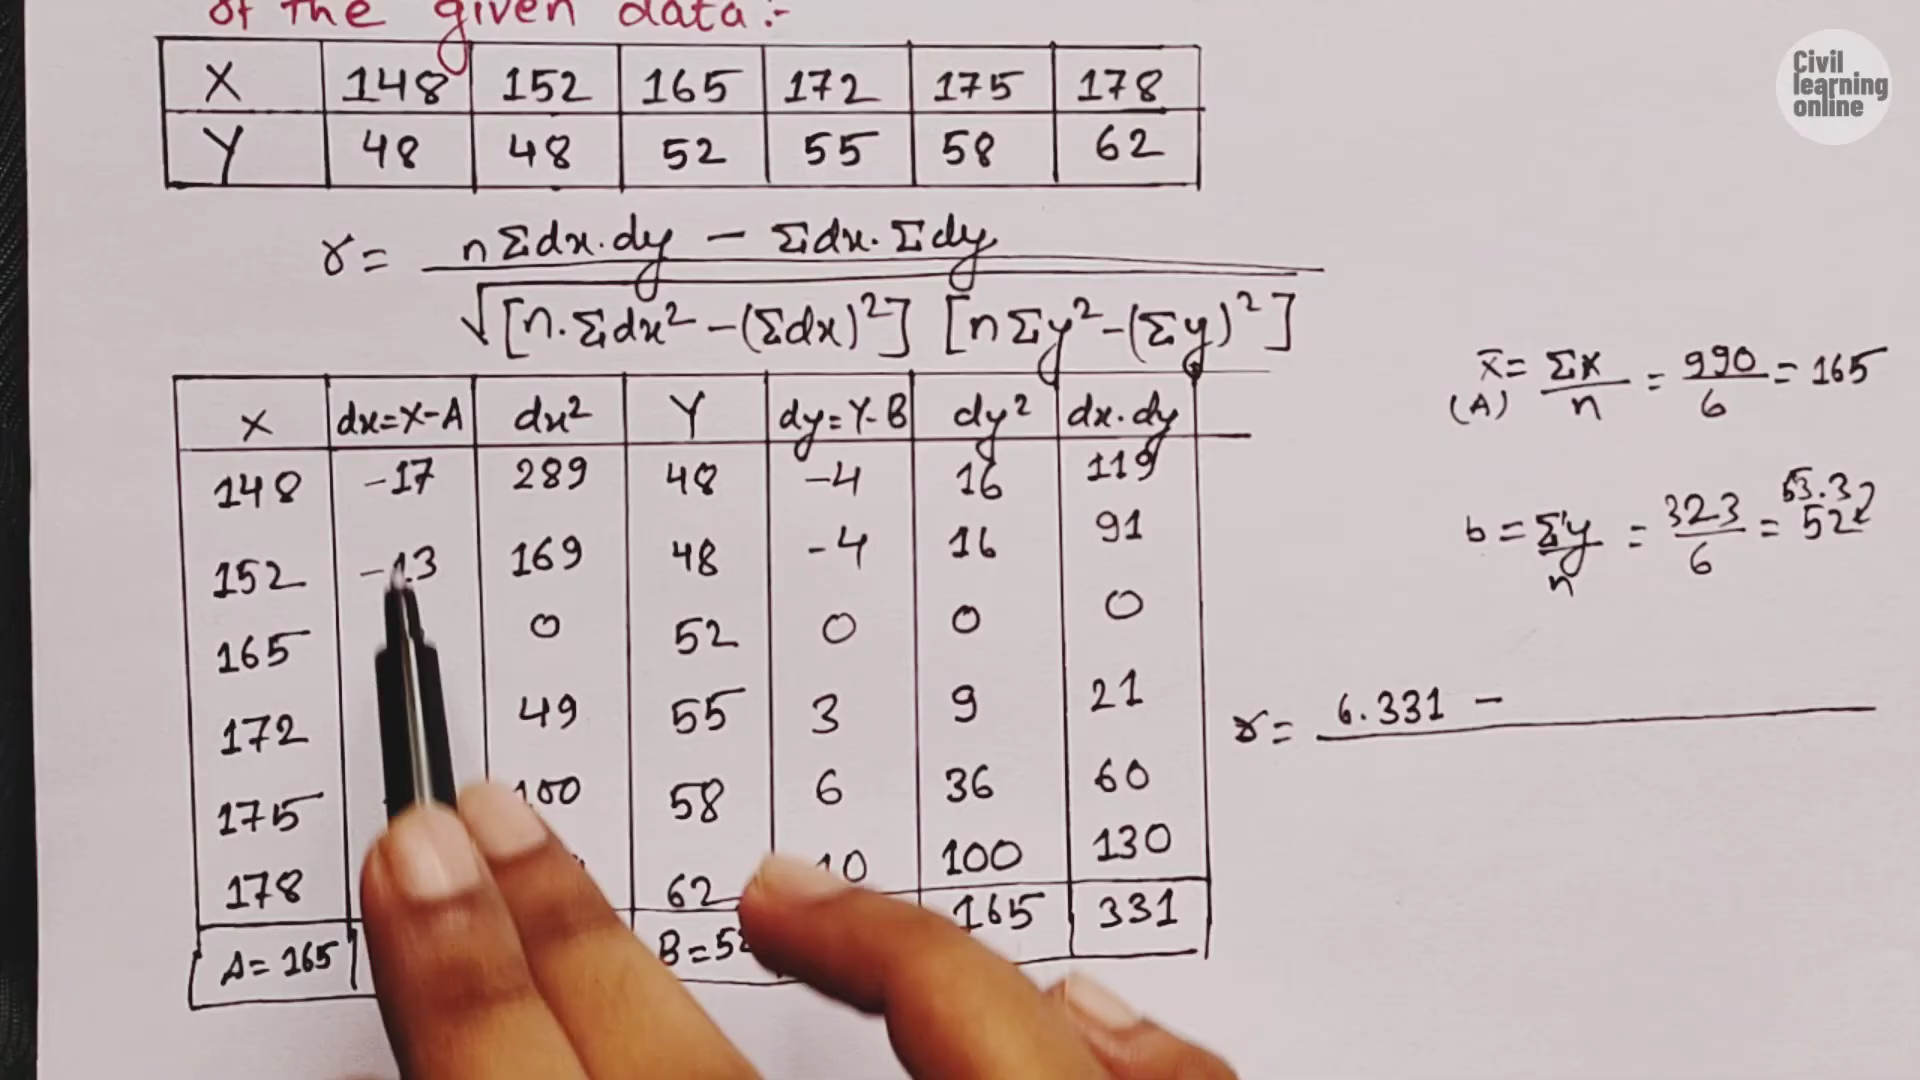 of the given data :-
X 148 152 165 172 175 178
Y 48 48 52 55 58 62
r = nΣdx.dy - Σdx.Σdy
√[n.Σdx² - (Σdx)²] [nΣy² - (Σy)²]
X dx=X-A dx² Y dy=Y-B dy² dx.dy
148 -17 289 48 -4 16 119
152 -13 169 48 -4 16 91
165 0 52 0 0 0
172 49 55 3 9 21
175 100 58 6 36 60
178 62 10 100 130
A=165 165 331
x̄ = ΣX/n = 990/6 = 165
(A)
b = Σy/n = 323/6 = 52
r = 6.331 -
Civil
learning
online